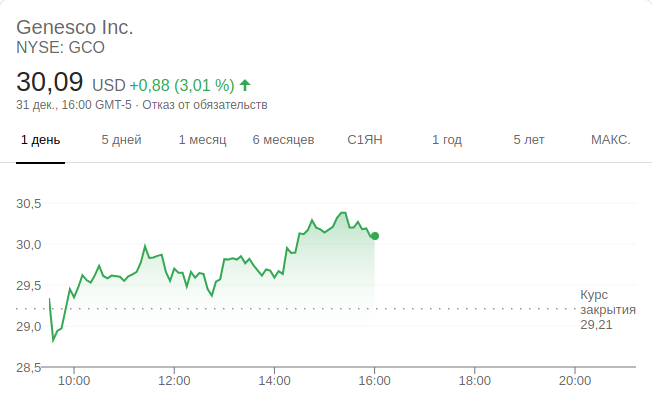 Genesco Inc.
NYSE: GCO
30,09 USD +0,88 (3,01 %)
31 дек., 16:00 GMT-5 · Отказ от обязательств
1 день 5 дней 1 месяц 6 месяцев С1ЯН 1 год 5 лет МАКС.
30,5
30,0
29,5
Курс
закрытия
29,21
29,0
28,5
10:00 12:00 14:00 16:00 18:00 20:00